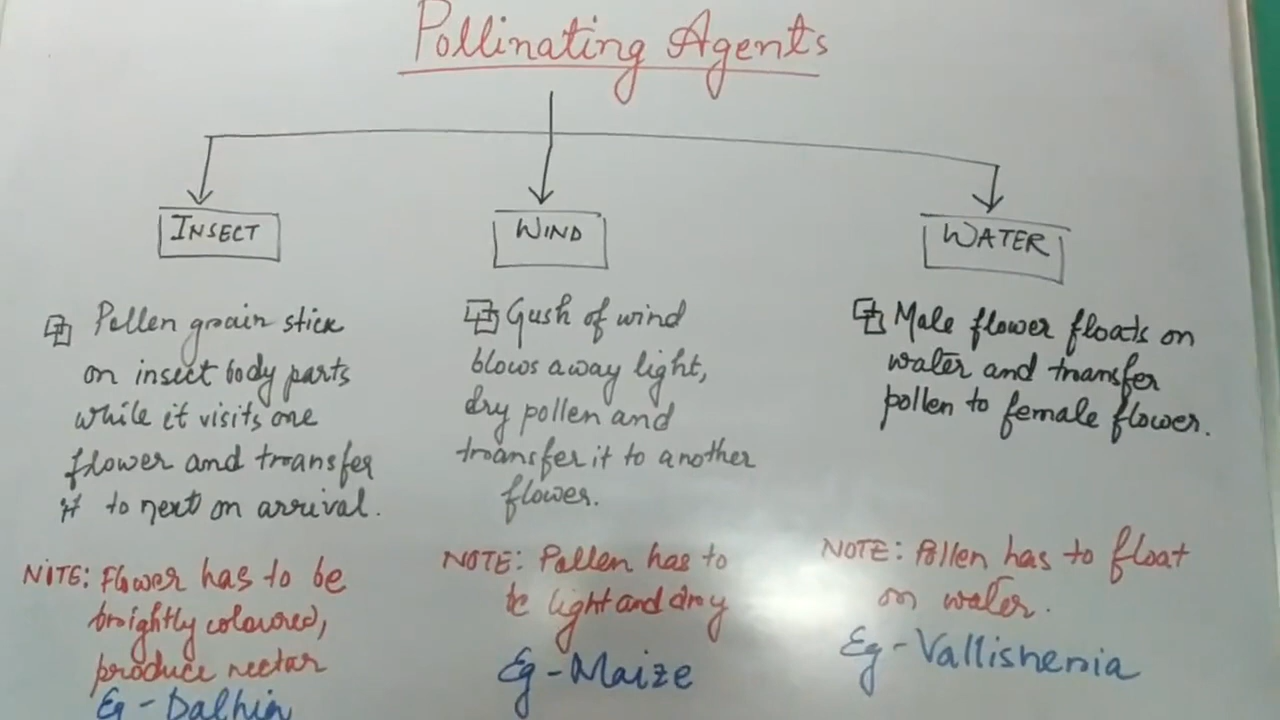 Pollinating Agents
INSECT
WIND
WATER
Pollen grain stick
on insect body parts
while it visits one
flower and transfer
it to next on arrival.
NOTE: Flower has to be
brightly coloured,
produce nectar
Eg - Dalhia
Gush of wind
blows away light,
dry pollen and
transfer it to another
flower.
NOTE: Pollen has to
be light and dry
Eg - Maize
Male flower floats on
water and transfer
pollen to female flower.
NOTE: Pollen has to float
on water.
Eg - Vallishenia